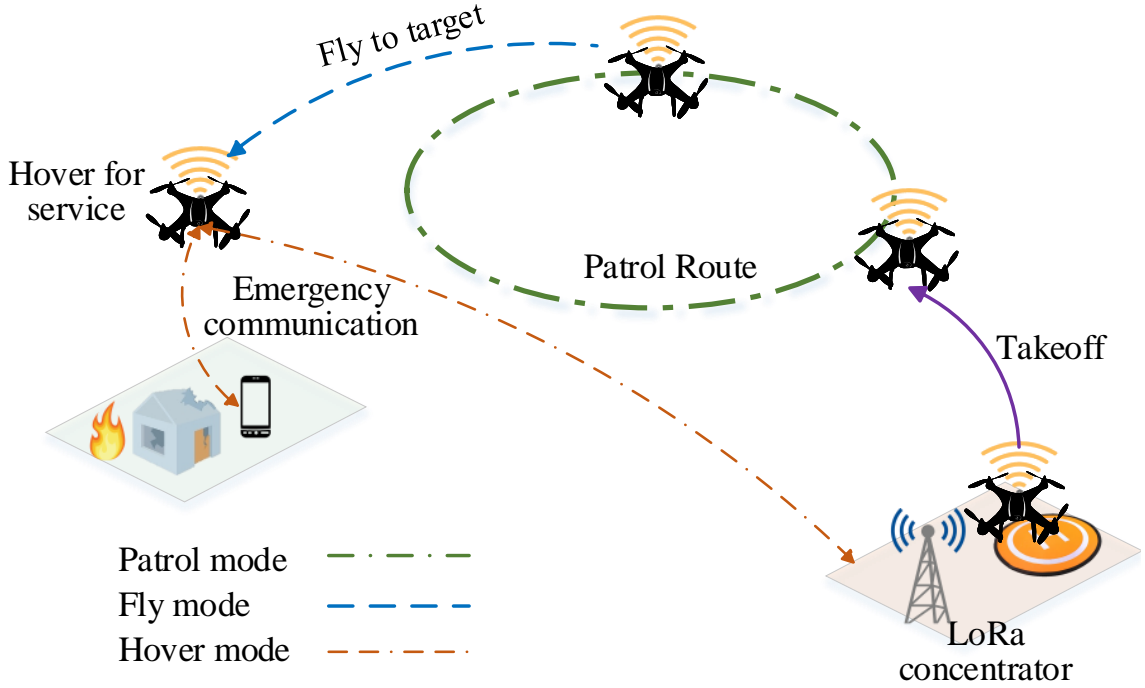 Fly to target
Hover for
service
Patrol Route
Emergency
communication
Takeoff
Patrol mode
Fly mode
Hover mode
LoRa
concentrator